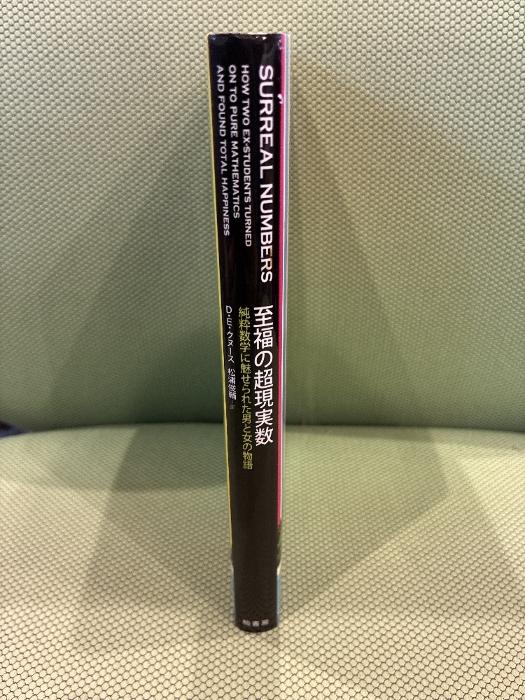 SURREAL NUMBERS
HOW TWO EX-STUDENTS TURNED
ON TO PURE MATHEMATICS
AND FOUND TOTAL HAPPINESS
至福の超現実数
純粋数学に魅せられた男と女の物語
D・E・クヌース 松浦俊輔 訳
柏書房